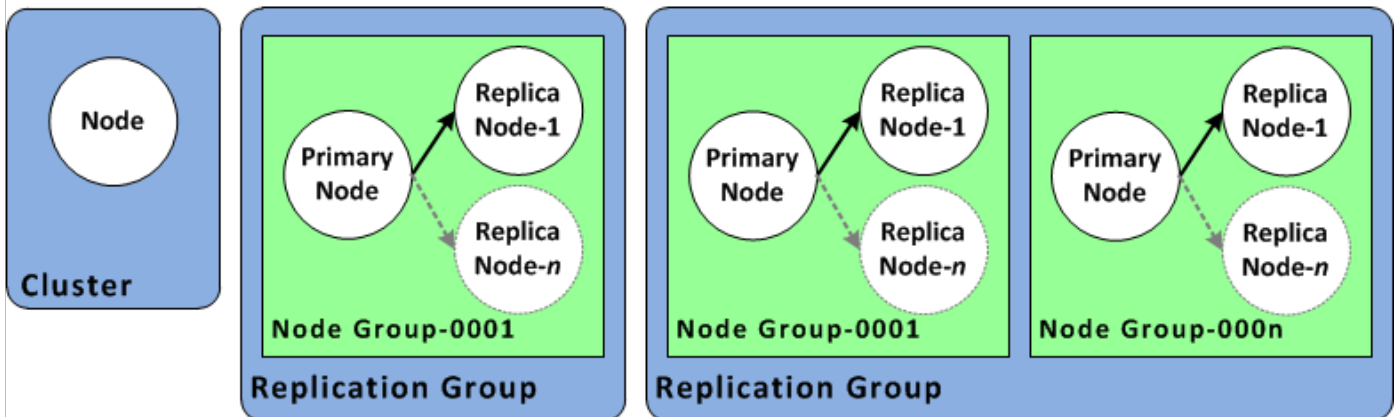 Node
Cluster
Primary
Node
Replica
Node-1
Replica
Node-n
Node Group-0001
Replication Group
Primary
Node
Replica
Node-1
Replica
Node-n
Node Group-0001
Primary
Node
Replica
Node-1
Replica
Node-n
Node Group-000n
Replication Group